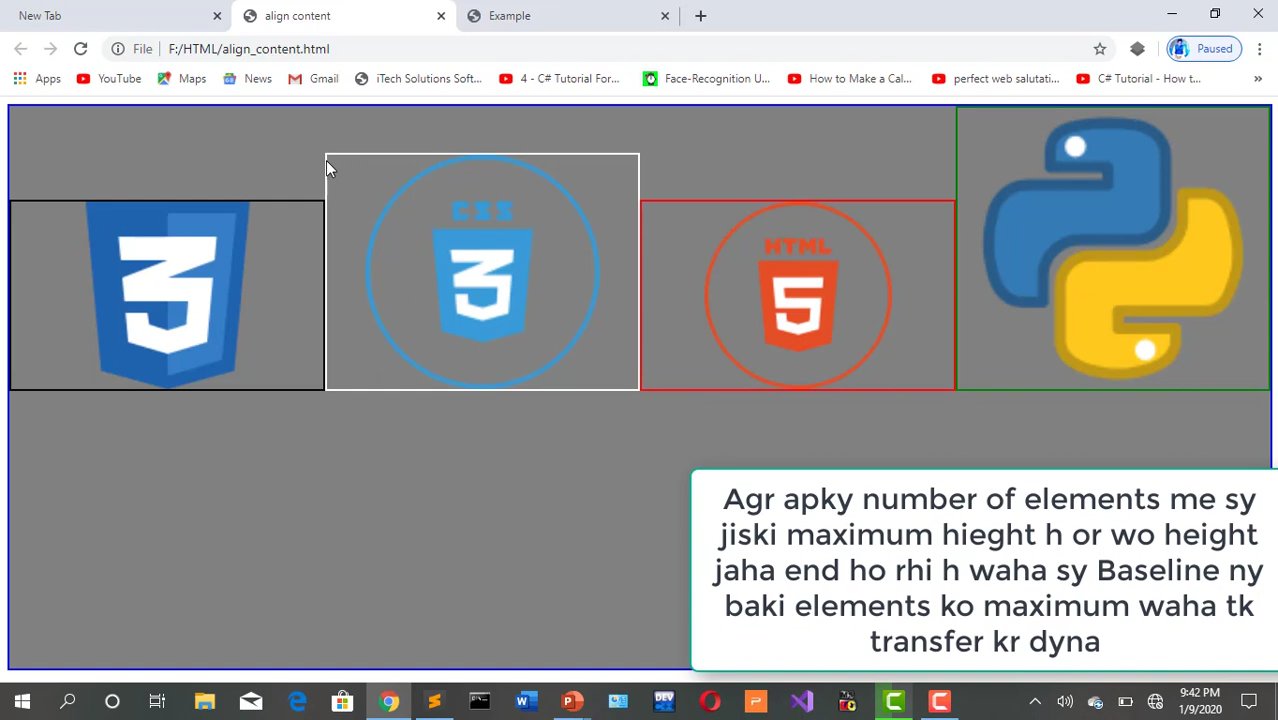 New Tab
align content
Example
File
F:/HTML/align_content.html
Paused
Apps
YouTube
Maps
News
Gmail
iTech Solutions Soft...
4 - C# Tutorial For...
Face-Recognition U...
How to Make a Cal...
perfect web salutati...
C# Tutorial - How t...
CSS
3
3
HTML
5
Agr apky number of elements me sy
jiski maximum hieght h or wo height
jaha end ho rhi h waha sy Baseline ny
baki elements ko maximum waha tk
transfer kr dyna
9:42 PM
1/9/2020